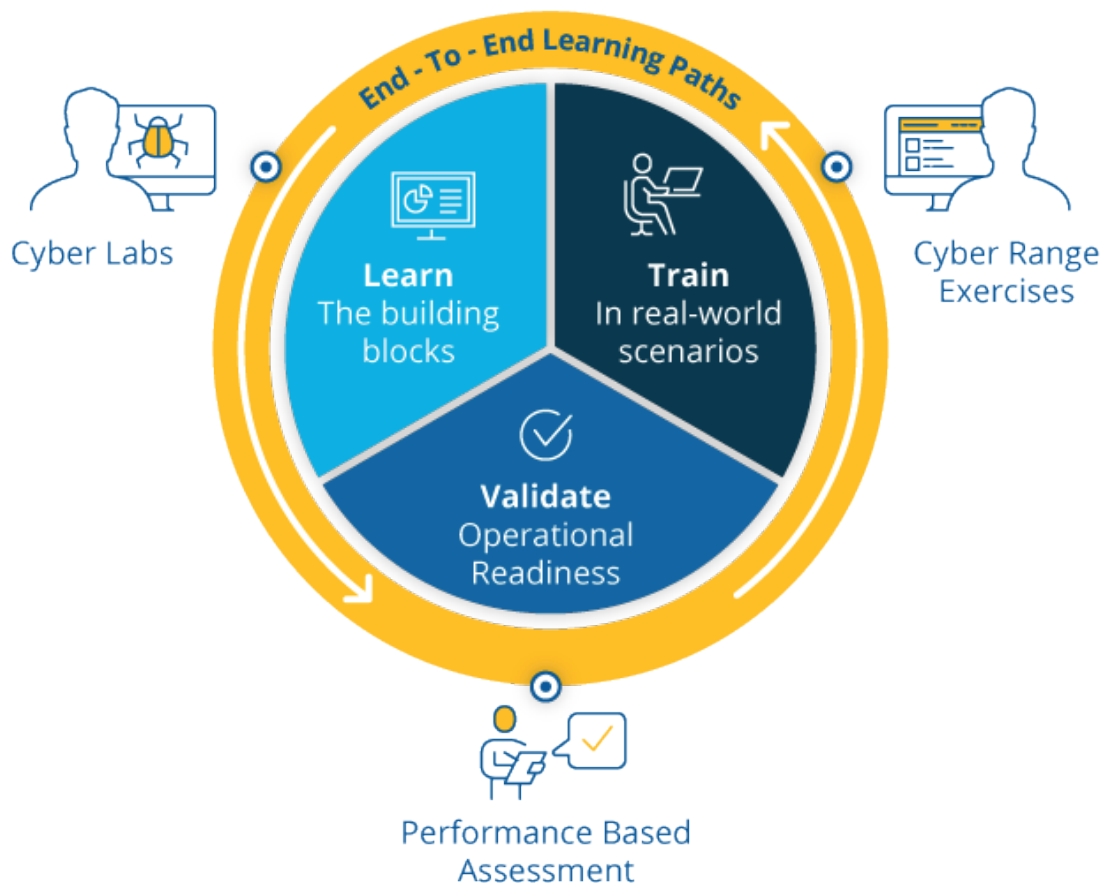 End - To - End Learning Paths
Cyber Labs
Learn
The building
blocks
Train
In real-world
scenarios
Cyber Range
Exercises
Validate
Operational
Readiness
Performance Based
Assessment